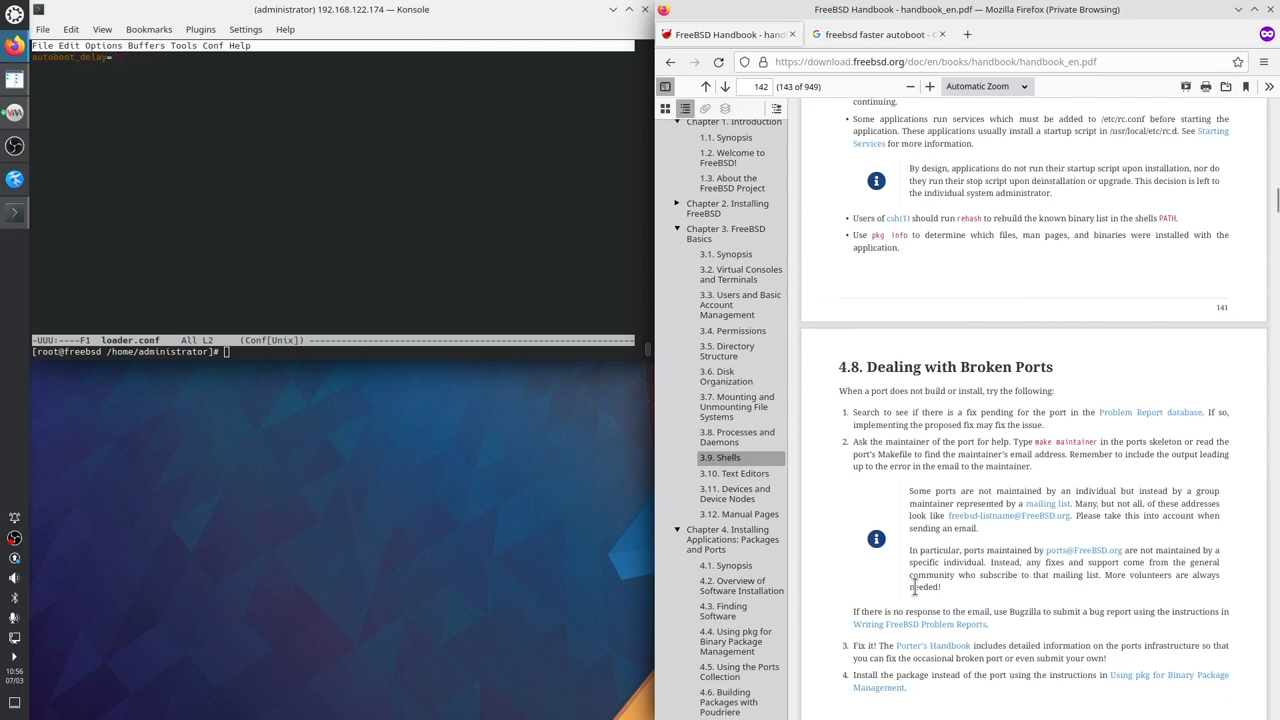 (administrator) 192.168.122.174 — Konsole
File Edit View Bookmarks Plugins Settings Help
File Edit Options Buffers Tools Conf Help
autoboot_delay=
-UUU:----F1 loader.conf All L2 (Conf[Unix])
[root@freebsd /home/administrator]#
10:56
07/03
FreeBSD Handbook - handbook_en.pdf — Mozilla Firefox (Private Browsing)
FreeBSD Handbook - hand
freebsd faster autoboot - G
https://download.freebsd.org/doc/en/books/handbook/handbook_en.pdf
142 (143 of 949)
Automatic Zoom
Chapter 1. Introduction
1.1. Synopsis
1.2. Welcome to
FreeBSD!
1.3. About the
FreeBSD Project
Chapter 2. Installing
FreeBSD
Chapter 3. FreeBSD
Basics
3.1. Synopsis
3.2. Virtual Consoles
and Terminals
3.3. Users and Basic
Account
Management
3.4. Permissions
3.5. Directory
Structure
3.6. Disk
Organization
3.7. Mounting and
Unmounting File
Systems
3.8. Processes and
Daemons
3.9. Shells
3.10. Text Editors
3.11. Devices and
Device Nodes
3.12. Manual Pages
Chapter 4. Installing
Applications: Packages
and Ports
4.1. Synopsis
4.2. Overview of
Software Installation
4.3. Finding
Software
4.4. Using pkg for
Binary Package
Management
4.5. Using the Ports
Collection
4.6. Building
Packages with
Poudriere
continuing.
• Some applications run services which must be added to /etc/rc.conf before starting the
application. These applications usually install a startup script in /usr/local/etc/rc.d. See Starting
Services for more information.
By design, applications do not run their startup script upon installation, nor do
they run their stop script upon deinstallation or upgrade. This decision is left to
the individual system administrator.
• Users of csh(1) should run rehash to rebuild the known binary list in the shells PATH.
• Use pkg info to determine which files, man pages, and binaries were installed with the
application.
141
4.8. Dealing with Broken Ports
When a port does not build or install, try the following:
1. Search to see if there is a fix pending for the port in the Problem Report database. If so,
implementing the proposed fix may fix the issue.
2. Ask the maintainer of the port for help. Type make maintainer in the ports skeleton or read the
port's Makefile to find the maintainer's email address. Remember to include the output leading
up to the error in the email to the maintainer.
Some ports are not maintained by an individual but instead by a group
maintainer represented by a mailing list. Many, but not all, of these addresses
look like freebsd-listname@FreeBSD.org. Please take this into account when
sending an email.
In particular, ports maintained by ports@FreeBSD.org are not maintained by a
specific individual. Instead, any fixes and support come from the general
community who subscribe to that mailing list. More volunteers are always
needed!
If there is no response to the email, use Bugzilla to submit a bug report using the instructions in
Writing FreeBSD Problem Reports.
3. Fix it! The Porter's Handbook includes detailed information on the ports infrastructure so that
you can fix the occasional broken port or even submit your own!
4. Install the package instead of the port using the instructions in Using pkg for Binary Package
Management.